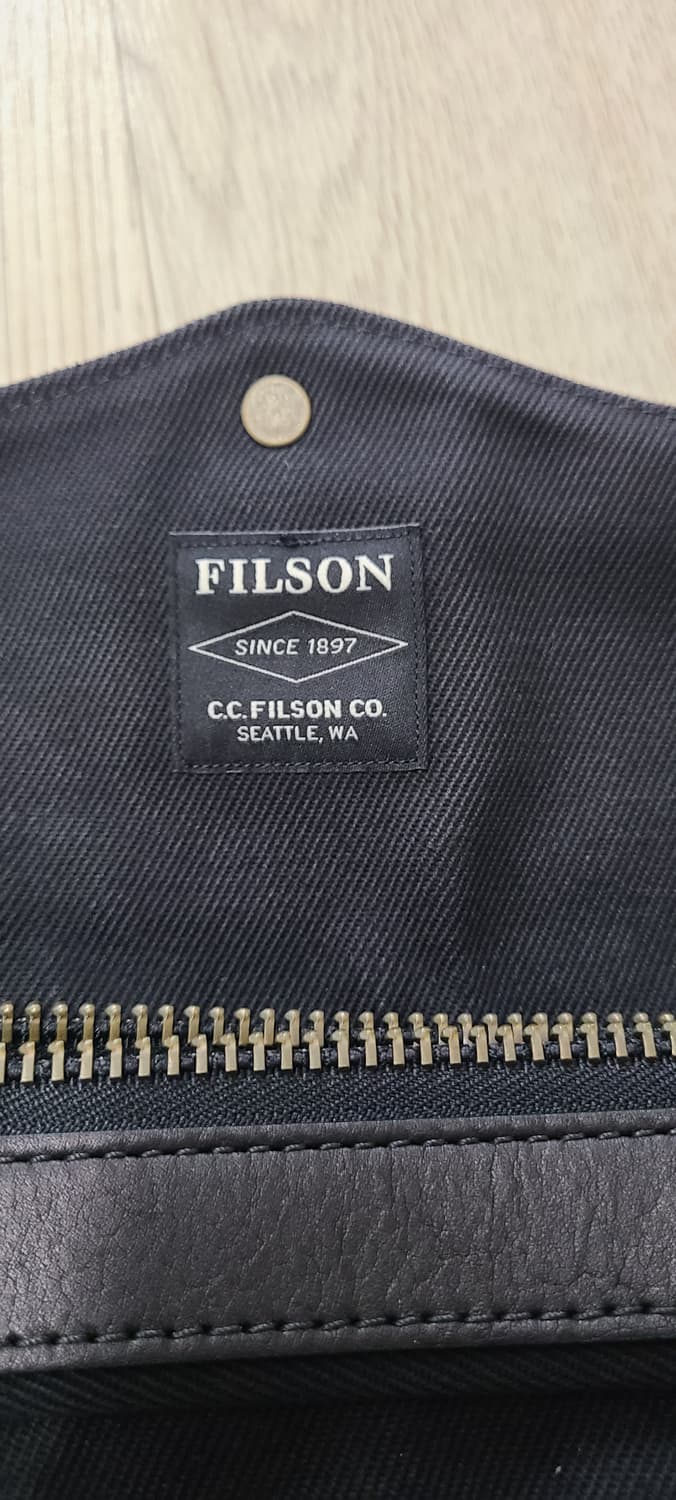 FILSON
SINCE 1897
C.C. FILSON CO.
SEATTLE, WA